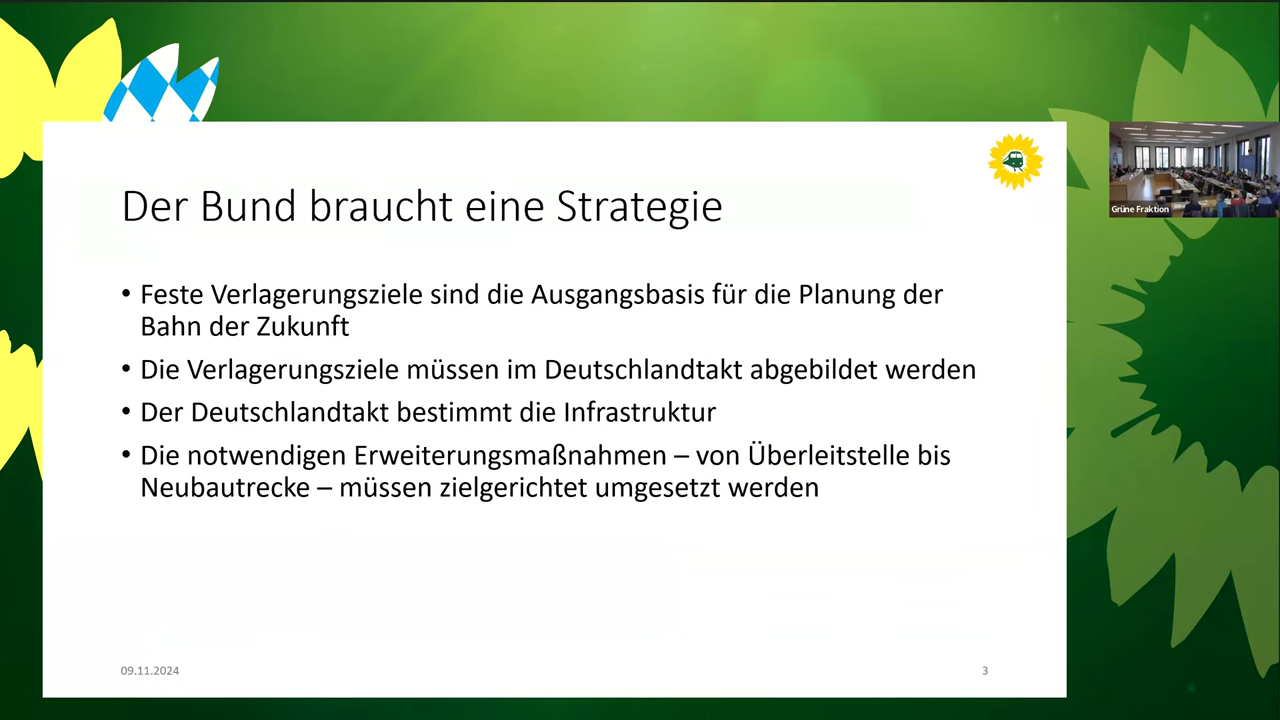 Der Bund braucht eine Strategie
Grüne Fraktion
• Feste Verlagerungsziele sind die Ausgangsbasis für die Planung der
Bahn der Zukunft
• Die Verlagerungsziele müssen im Deutschlandtakt abgebildet werden
• Der Deutschlandtakt bestimmt die Infrastruktur
• Die notwendigen Erweiterungsmaßnahmen – von Überleitstelle bis
Neubautrecke – müssen zielgerichtet umgesetzt werden
09.11.2024
3